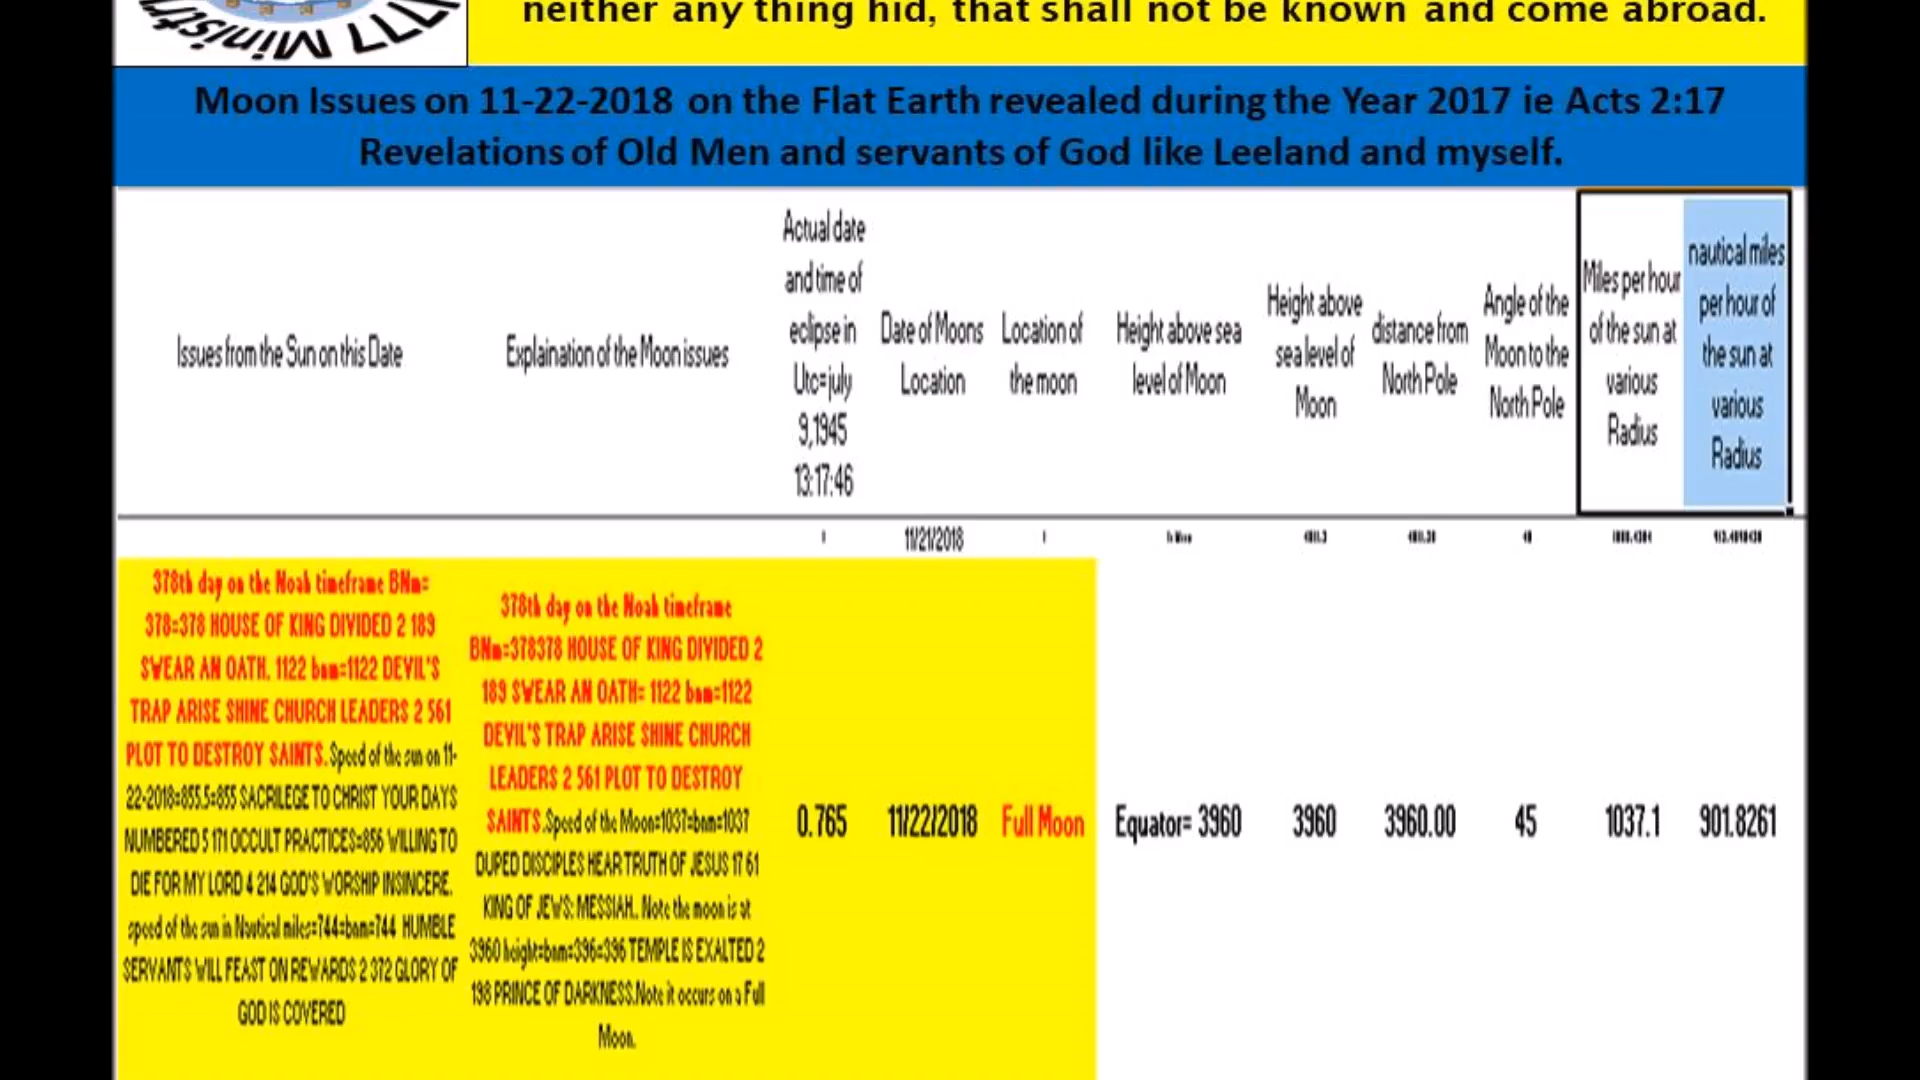 neither any thing hid, that shall not be known and come abroad.
Moon Issues on 11-22-2018 on the Flat Earth revealed during the Year 2017 ie Acts 2:17
Revelations of Old Men and servants of God like Leeland and myself.
Issues from the Sun on this Date
Explaination of the Moon issues
Actual date
and time of
eclipse in
Utc=july
9,1945
13:17:46
Date of Moons
Location
Location of
the moon
Height above sea
level of Moon
Height above
sea level of
Moon
distance from
North Pole
Angle of the
Moon to the
North Pole
Miles per hour
of the sun at
various
Radius
nautical miles
per hour of
the sun at
various
Radius
11/21/2018
378th day on the Noah timeframe BNm=
378=378 HOUSE OF KING DIVIDED 2 189
SWEAR AN OATH. 1122 bnm=1122 DEVIL'S
TRAP ARISE SHINE CHURCH LEADERS 2 561
PLOT TO DESTROY SAINTS.Speed of the sun on 11-
22-2018=855.5=855 SACRILEGE TO CHRIST YOUR DAYS
NUMBERED 5 171 OCCULT PRACTICES=856 WILLING TO
DIE FOR MY LORD 4 214 GOD'S WORSHIP INSINCERE.
speed of the sun in Nautical miles=744=bnm=744 HUMBLE
SERVANTS WILL FEAST ON REWARDS 2 372 GLORY OF
GOD IS COVERED
378th day on the Noah timeframe
BNm=378378 HOUSE OF KING DIVIDED 2
189 SWEAR AN OATH= 1122 bnm=1122
DEVIL'S TRAP ARISE SHINE CHURCH
LEADERS 2 561 PLOT TO DESTROY
SAINTS.Speed of the Moon=1037=bnm=1037
DUPED DISCIPLES HEAR TRUTH OF JESUS 17 61
KING OF JEWS: MESSIAH.. Note the moon is at
3960 height=bnm=396=396 TEMPLE IS EXALTED 2
198 PRINCE OF DARKNESS.Note it occurs on a Full
Moon.
0.765
11/22/2018
Full Moon
Equator= 3960
3960
3960.00
45
1037.1
901.8261